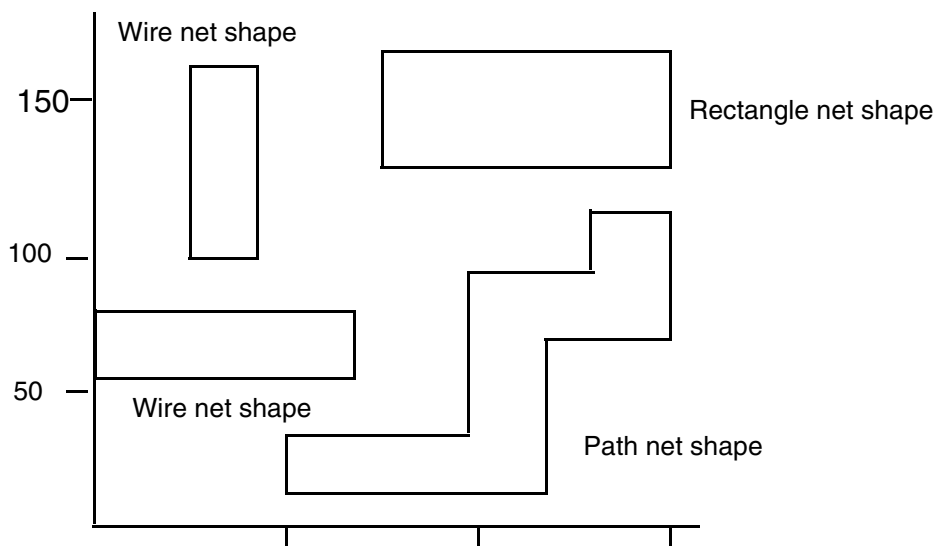 Wire net shape
150
Rectangle net shape
100
50
Wire net shape
Path net shape